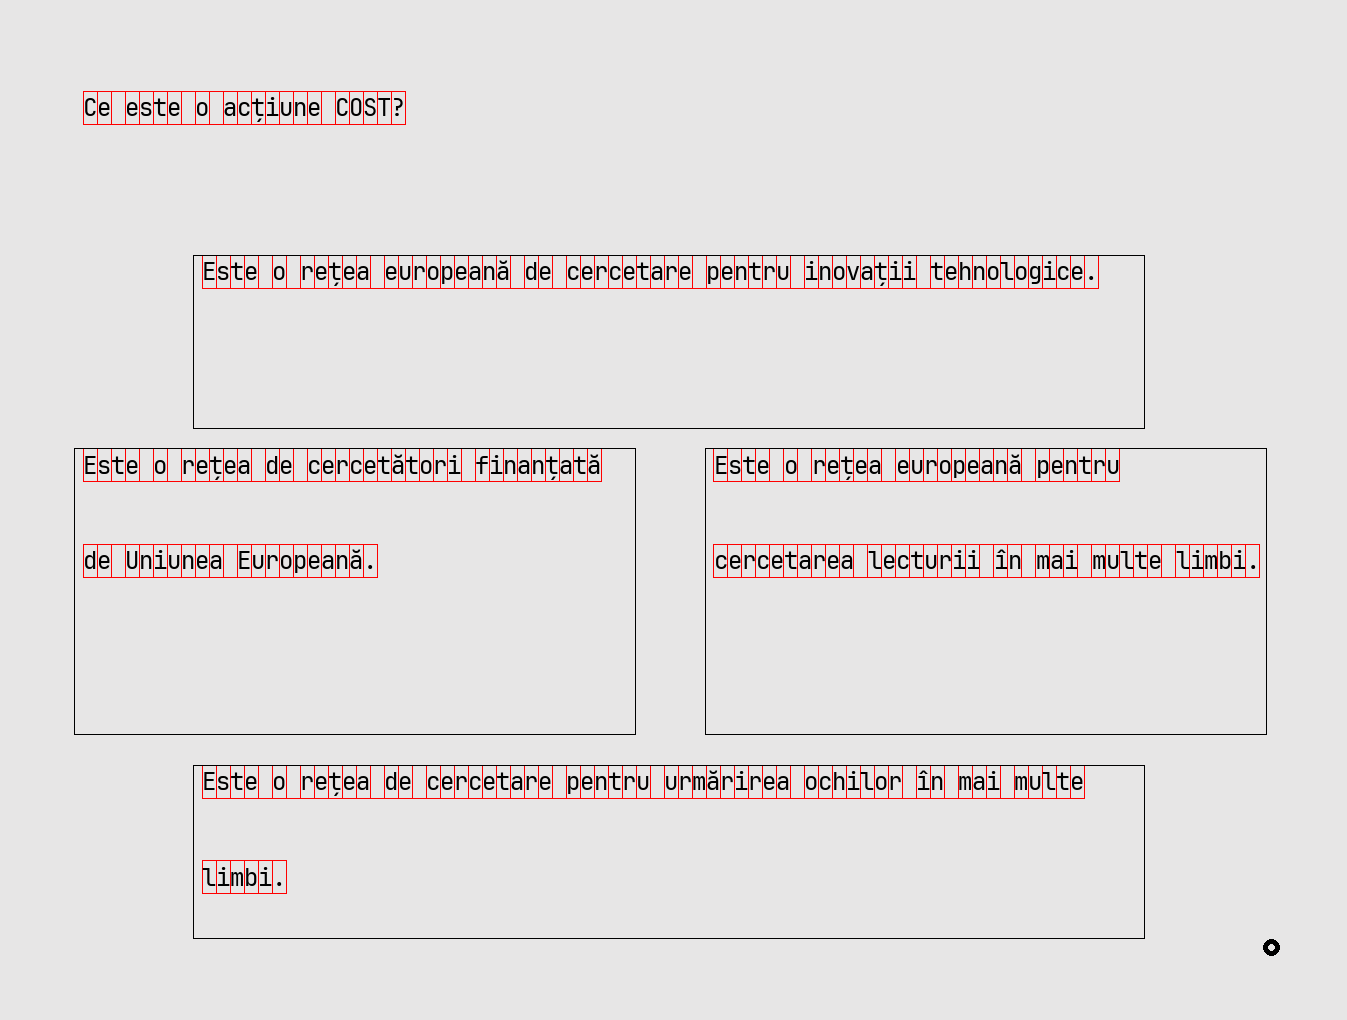 Ce este o acțiune COST?
Este o rețea europeană de cercetare pentru inovații tehnologice.
Este o rețea de cercetători finanțată
de Uniunea Europeană.
Este o rețea europeană pentru
cercetarea lecturii în mai multe limbi.
Este o rețea de cercetare pentru urmărirea ochilor în mai multe
limbi.